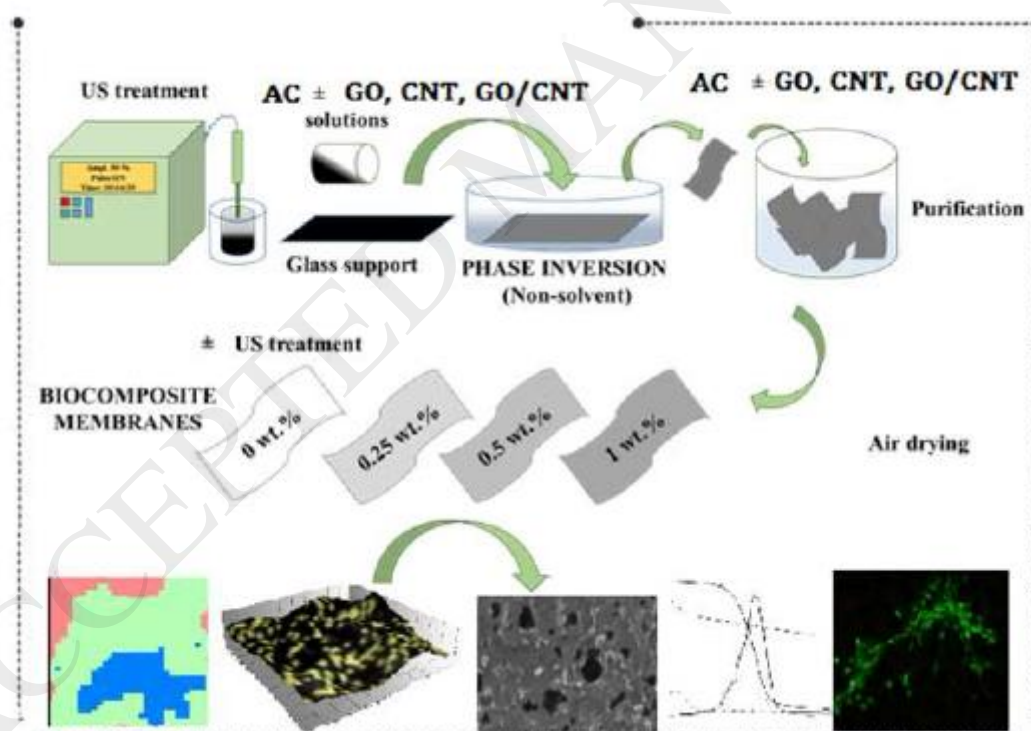 US treatment
AC ± GO, CNT, GO/CNT
solutions
AC ± GO, CNT, GO/CNT
Purification
Glass support
PHASE INVERSION
(Non-solvent)
± US treatment
BIOCOMPOSITE
MEMBRANES
0 wt.%
0.25 wt.%
0.5 wt.%
1 wt.%
Air drying